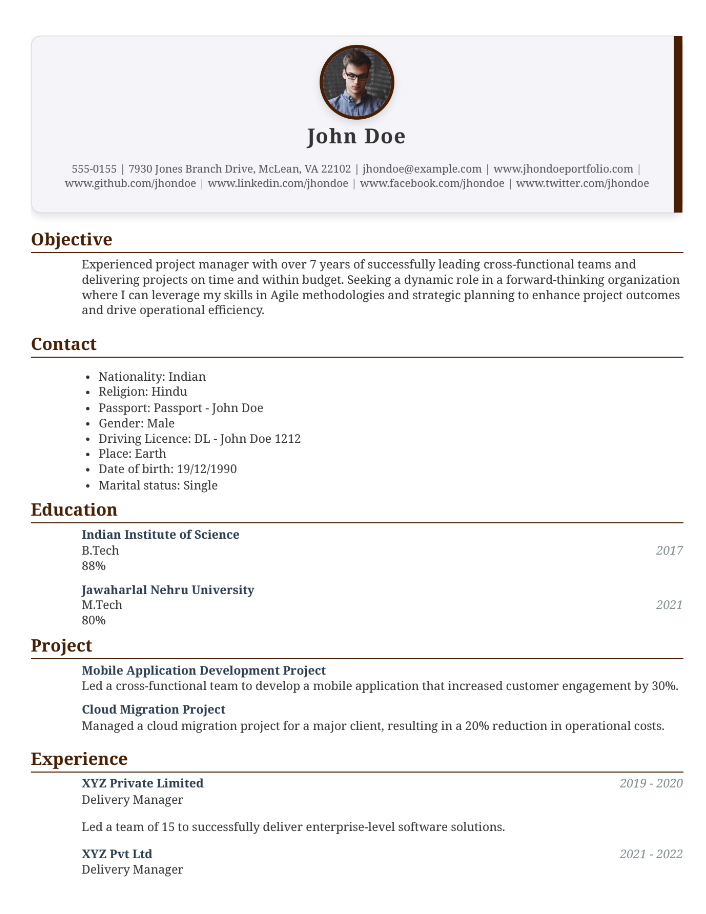 John Doe
555-0155 | 7930 Jones Branch Drive, McLean, VA 22102 | jhondoe@example.com | www.jhondoeportfolio.com |
www.github.com/jhondoe | www.linkedin.com/jhondoe | www.facebook.com/jhondoe | www.twitter.com/jhondoe
Objective
Experienced project manager with over 7 years of successfully leading cross-functional teams and
delivering projects on time and within budget. Seeking a dynamic role in a forward-thinking organization
where I can leverage my skills in Agile methodologies and strategic planning to enhance project outcomes
and drive operational efficiency.
Contact
• Nationality: Indian
• Religion: Hindu
• Passport: Passport - John Doe
• Gender: Male
• Driving Licence: DL - John Doe 1212
• Place: Earth
• Date of birth: 19/12/1990
• Marital status: Single
Education
Indian Institute of Science
B.Tech 2017
88%
Jawaharlal Nehru University
M.Tech 2021
80%
Project
Mobile Application Development Project
Led a cross-functional team to develop a mobile application that increased customer engagement by 30%.
Cloud Migration Project
Managed a cloud migration project for a major client, resulting in a 20% reduction in operational costs.
Experience
XYZ Private Limited 2019 - 2020
Delivery Manager
Led a team of 15 to successfully deliver enterprise-level software solutions.
XYZ Pvt Ltd 2021 - 2022
Delivery Manager